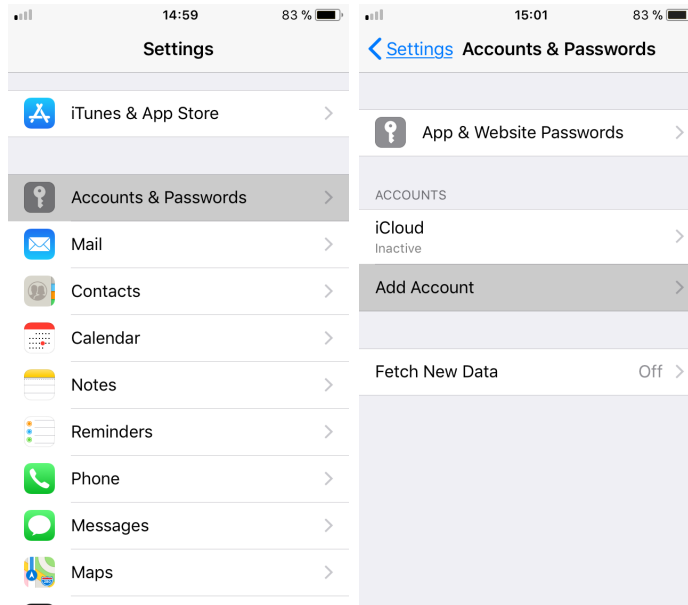 14:59
83 %
Settings
iTunes & App Store
Accounts & Passwords
Mail
Contacts
Calendar
Notes
Reminders
Phone
Messages
Maps
15:01
83 %
Settings
Accounts & Passwords
App & Website Passwords
ACCOUNTS
iCloud
Inactive
Add Account
Fetch New Data
Off